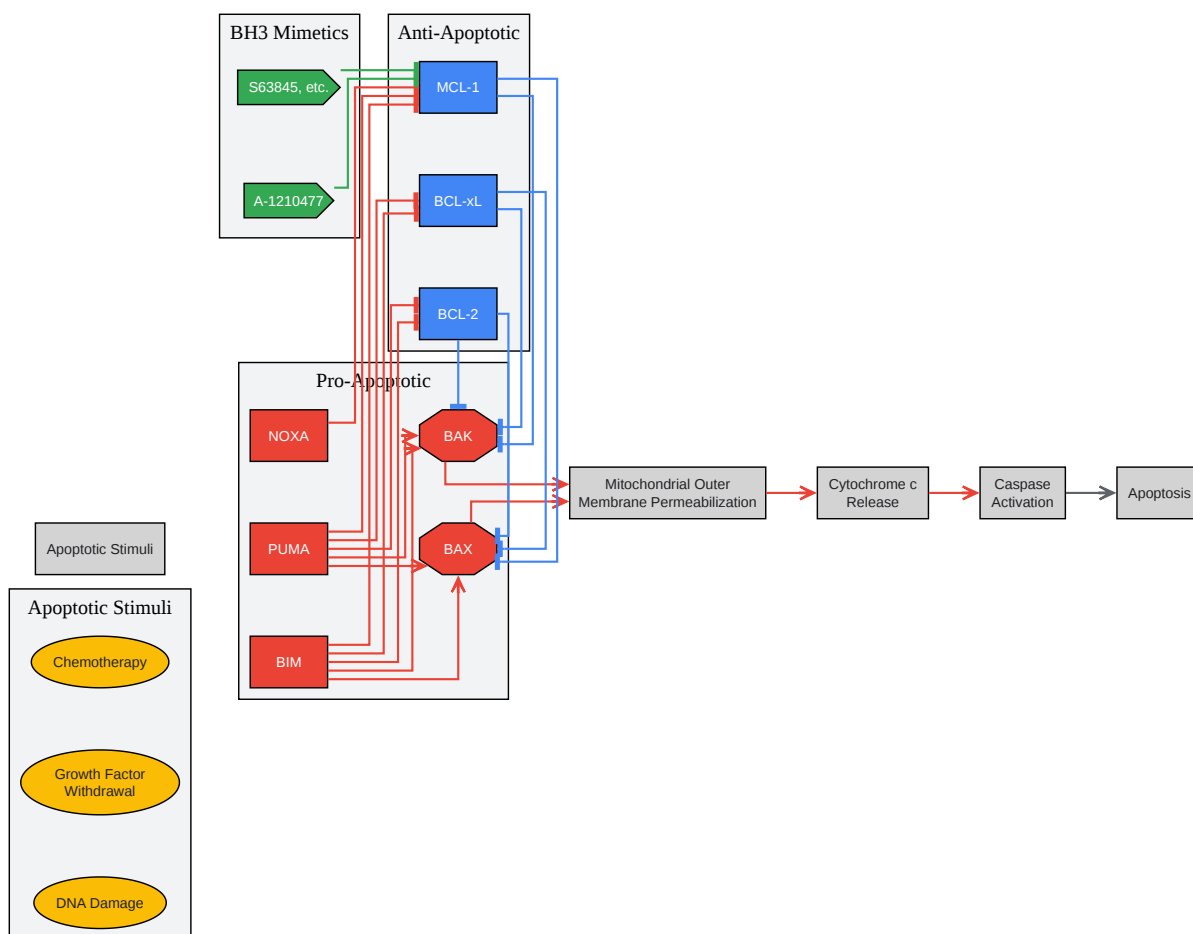 BH3 Mimetics
Anti-Apoptotic
S63845, etc.
MCL-1
A-1210477
BCL-xL
BCL-2
Pro-Apoptotic
NOXA
BAK
PUMA
BAX
BIM
Mitochondrial Outer
Membrane Permeabilization
Cytochrome c
Release
Caspase
Activation
Apoptosis
Apoptotic Stimuli
Apoptotic Stimuli
Chemotherapy
Growth Factor
Withdrawal
DNA Damage